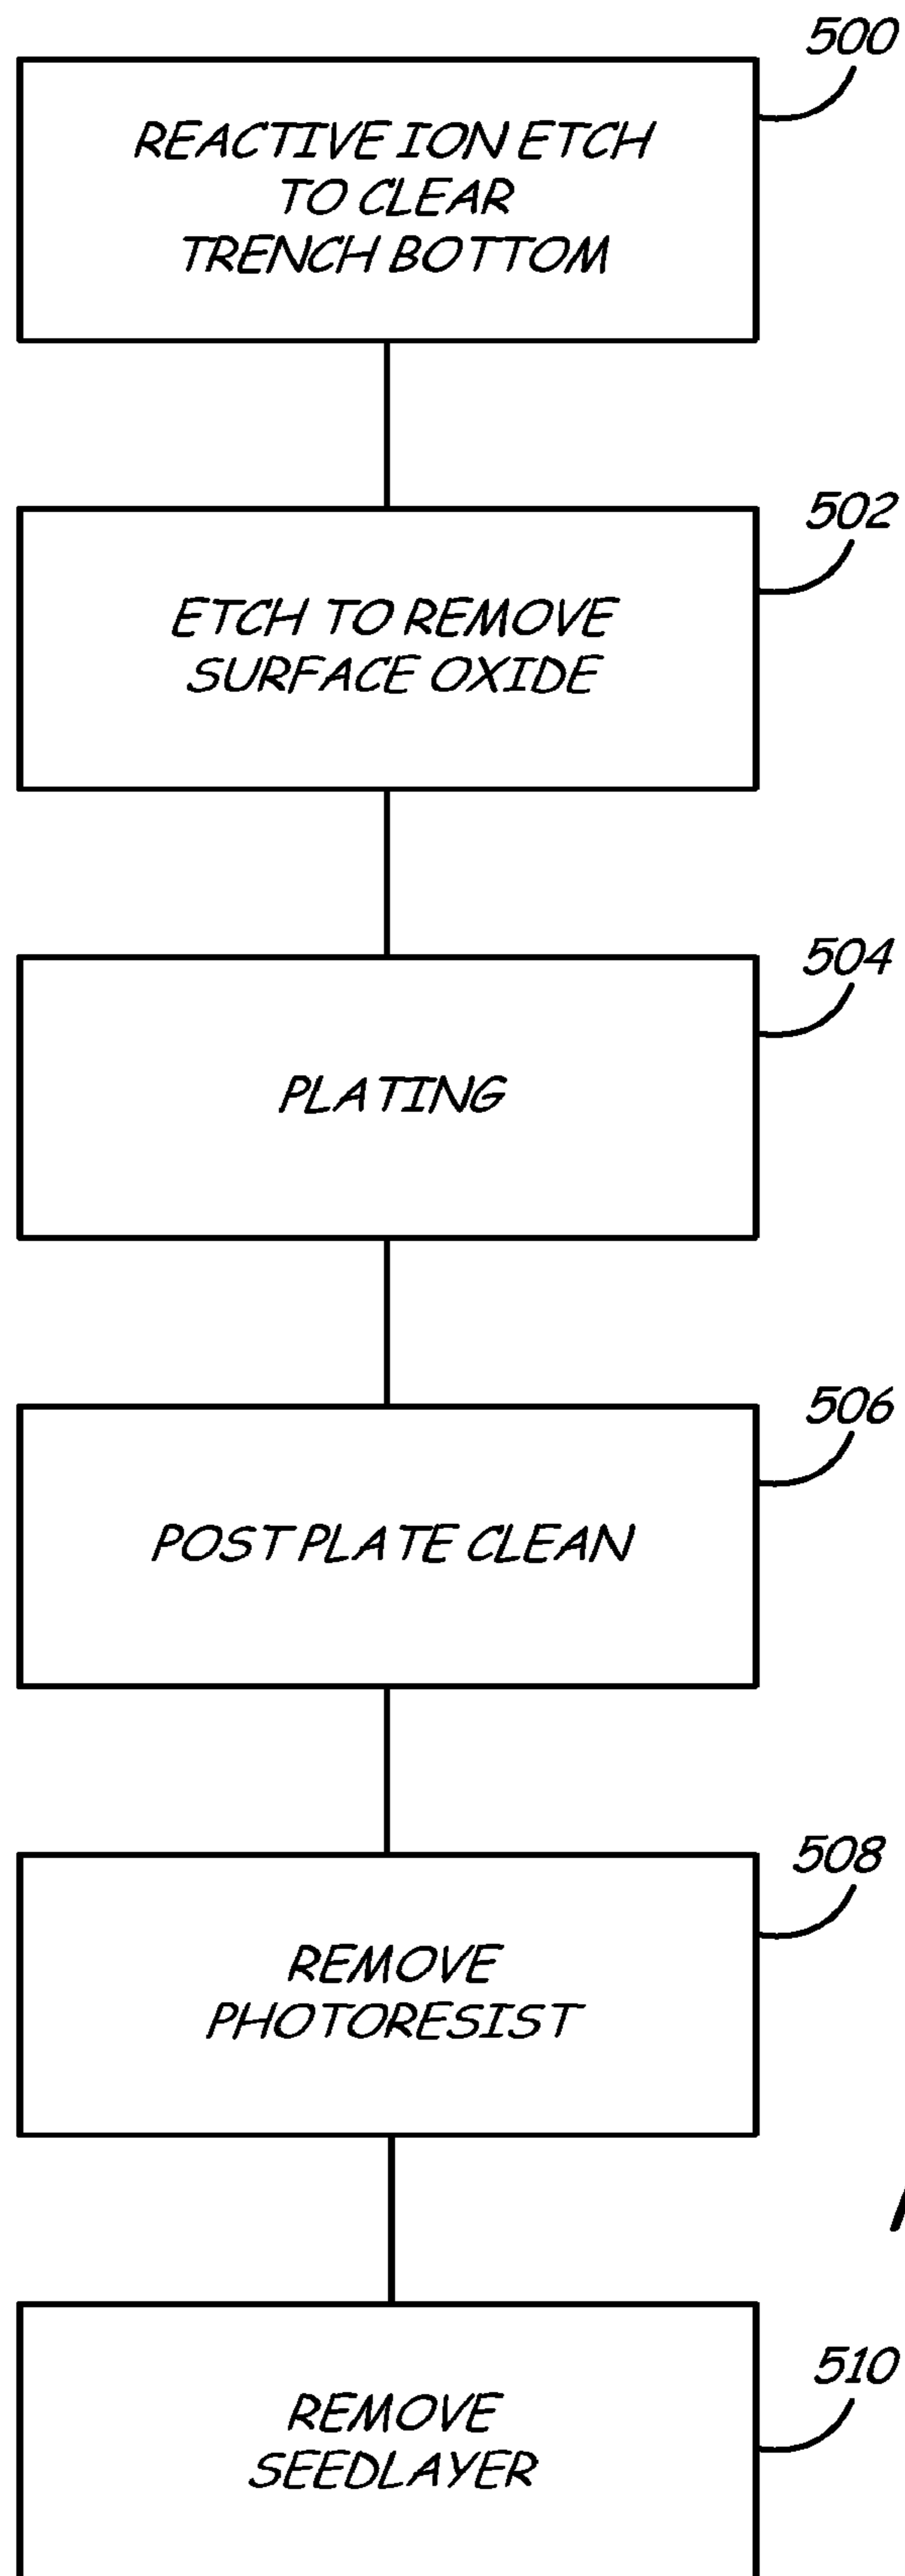 500
REACTIVE ION ETCH
TO CLEAR
TRENCH BOTTOM
502
ETCH TO REMOVE
SURFACE OXIDE
504
PLATING
506
POST PLATE CLEAN
508
REMOVE
PHOTORESIST
510
REMOVE
SEEDLAYER